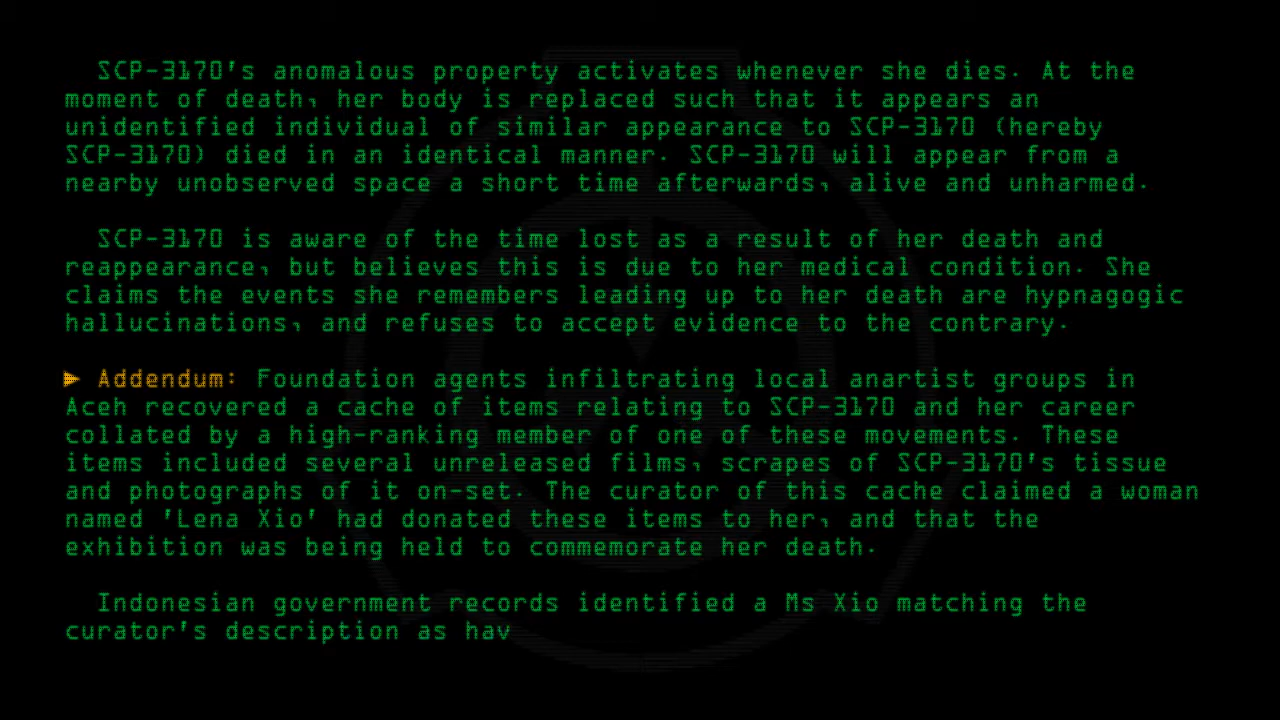 SCP-3170's anomalous property activates whenever she dies. At the
moment of death, her body is replaced such that it appears an
unidentified individual of similar appearance to SCP-3170 (hereby
SCP-3170) died in an identical manner. SCP-3170 will appear from a
nearby unobserved space a short time afterwards, alive and unharmed.
SCP-3170 is aware of the time lost as a result of her death and
reappearance, but believes this is due to her medical condition. She
claims the events she remembers leading up to her death are hypnagogic
hallucinations, and refuses to accept evidence to the contrary.
► Addendum: Foundation agents infiltrating local anartist groups in
Aceh recovered a cache of items relating to SCP-3170 and her career
collated by a high-ranking member of one of these movements. These
items included several unreleased films, scrapes of SCP-3170's tissue
and photographs of it on-set. The curator of this cache claimed a woman
named 'Lena Xio' had donated these items to her, and that the
exhibition was being held to commemorate her death.
Indonesian government records identified a Ms Xio matching the
curator's description as hav